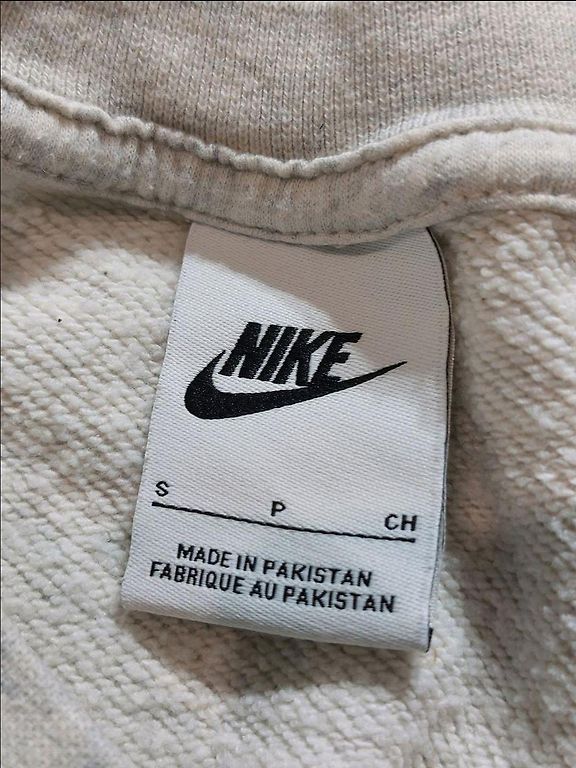 NIKE
S P CH
MADE IN PAKISTAN
FABRIQUE AU PAKISTAN